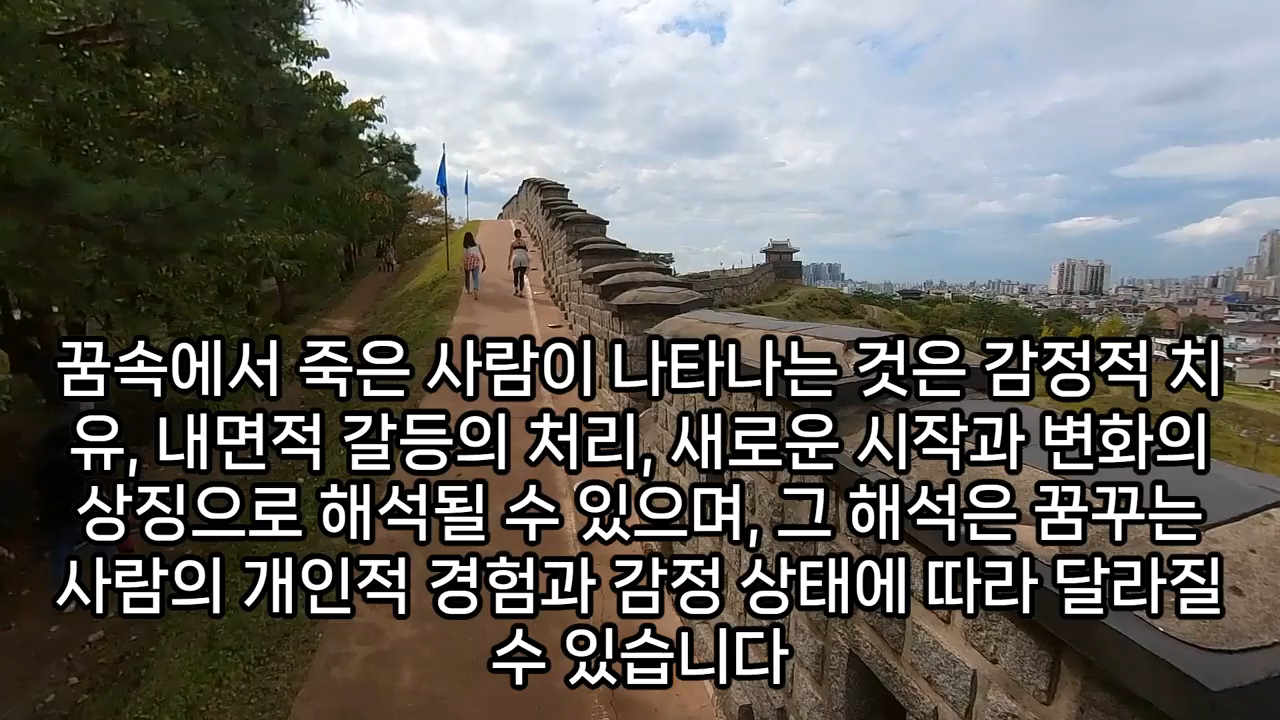 꿈속에서 죽은 사람이 나타나는 것은 감정적 치
유, 내면적 갈등의 처리, 새로운 시작과 변화의
상징으로 해석될 수 있으며, 그 해석은 꿈꾸는
사람의 개인적 경험과 감정 상태에 따라 달라질
수 있습니다